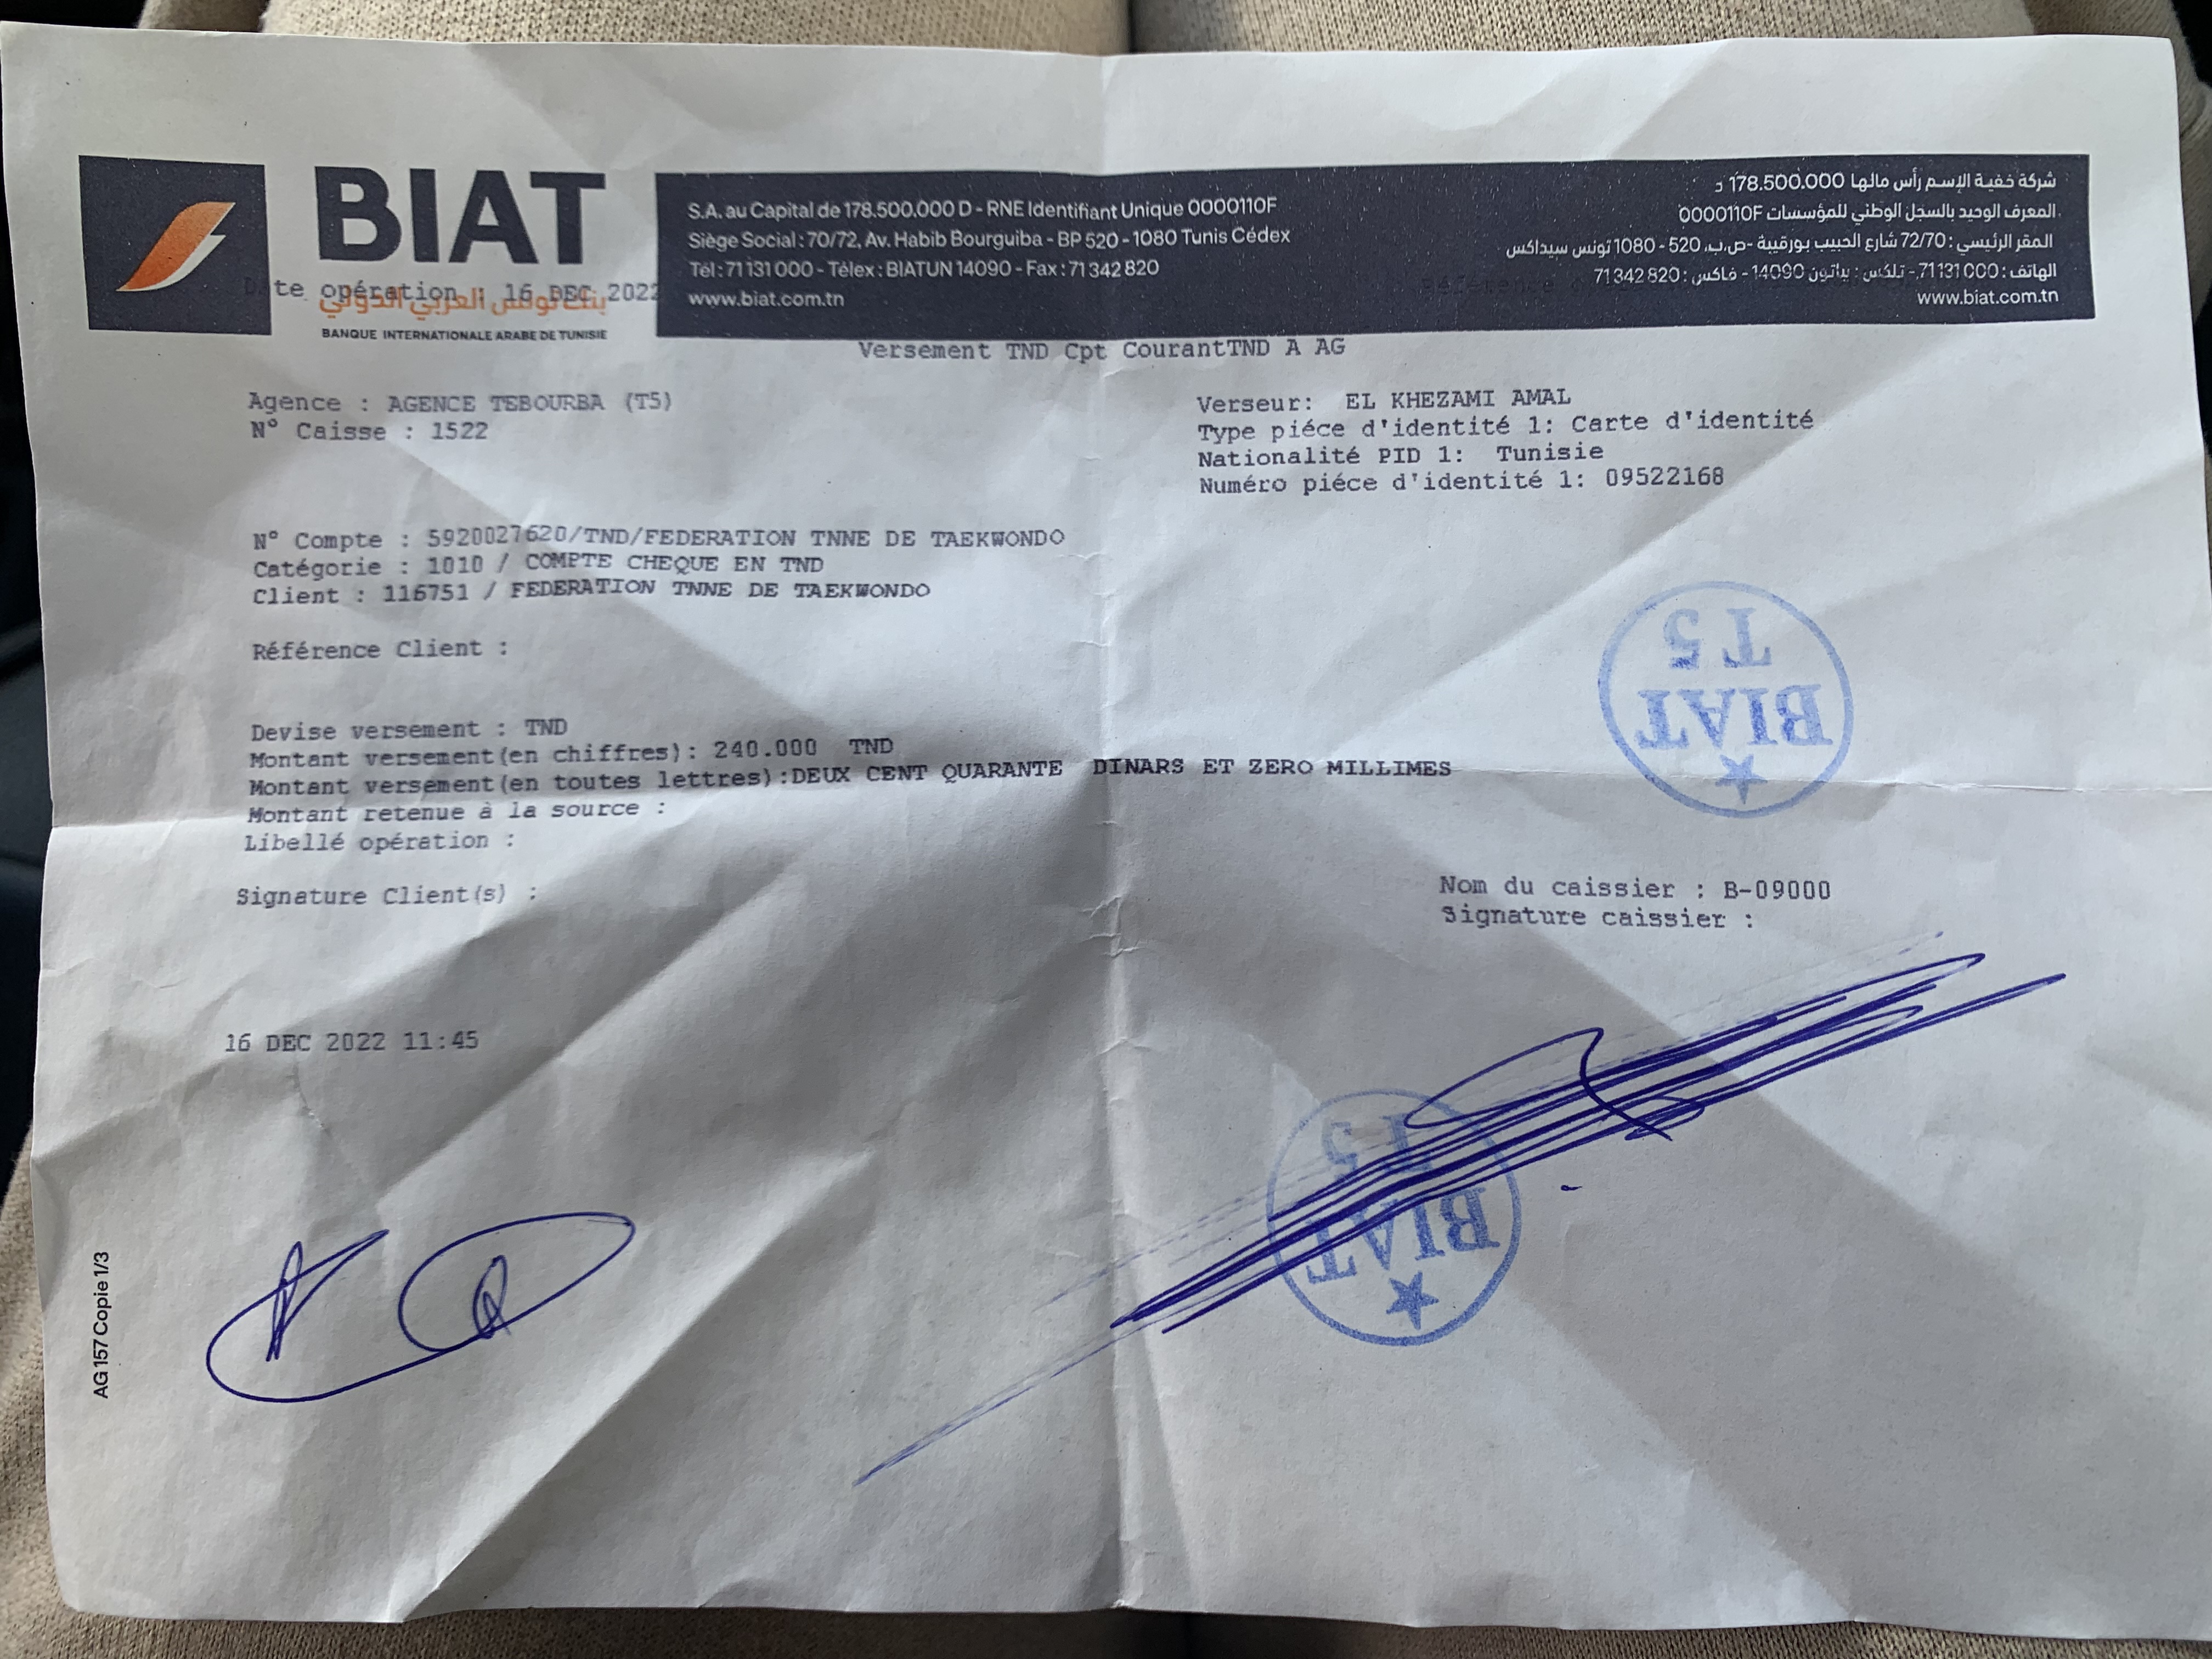 BIAT
بنك تونس العربي الدولي
BANQUE INTERNATIONALE ARABE DE TUNISIE
S.A. au Capital de 178.500.000 D - RNE Identifiant Unique 0000110F
Siège Social : 70/72, Av. Habib Bourguiba - BP 520 - 1080 Tunis Cédex
Tél : 71 131 000 - Télex : BIATUN 14090 - Fax : 71 342 820
www.biat.com.tn
شركة خفية الإسم رأس مالها 178.500.000 د
المعرف الوحيد بالسجل الوطني للمؤسسات 0000110F
المقر الرئيسي : 72/70 شارع الحبيب بورقيبة -ص.ب. 520 - 1080 تونس سيداكس
الهاتف : 71131 000 - تلكس : بياتون 14090 - فاكس : 71 342 820
www.biat.com.tn
Date opération : 16 DEC 2022
Versement TND Cpt CourantTND A AG
Agence : AGENCE TEBOURBA (T5)
N° Caisse : 1522
Verseur: EL KHEZAMI AMAL
Type piéce d'identité 1: Carte d'identité
Nationalité PID 1: Tunisie
Numéro piéce d'identité 1: 09522168
N° Compte : 5920027620/TND/FEDERATION TNNE DE TAEKWONDO
Catégorie : 1010 / COMPTE CHEQUE EN TND
Client : 116751 / FEDERATION TNNE DE TAEKWONDO
Référence Client :
BIAT
T5
Devise versement : TND
Montant versement(en chiffres): 240.000 TND
Montant versement(en toutes lettres):DEUX CENT QUARANTE DINARS ET ZERO MILLIMES
Montant retenue à la source :
Libellé opération :
Signature Client(s) :
Nom du caissier : B-09000
Signature caissier :
16 DEC 2022 11:45
BIAT
T5
AG 157 Copie 1/3